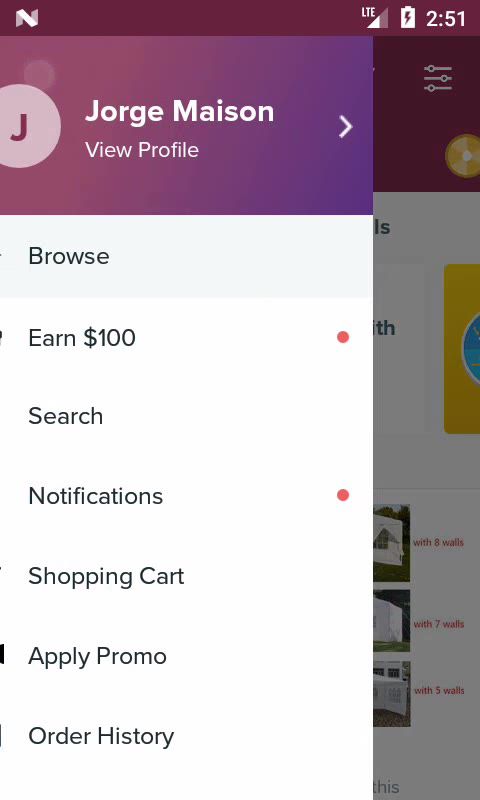 LTE 2:51
J
Jorge Maison
View Profile
ls
Browse
ith
Earn $100
Search
Notifications
with 8 walls
Shopping Cart
with 7 walls
Apply Promo
with 5 walls
Order History
this